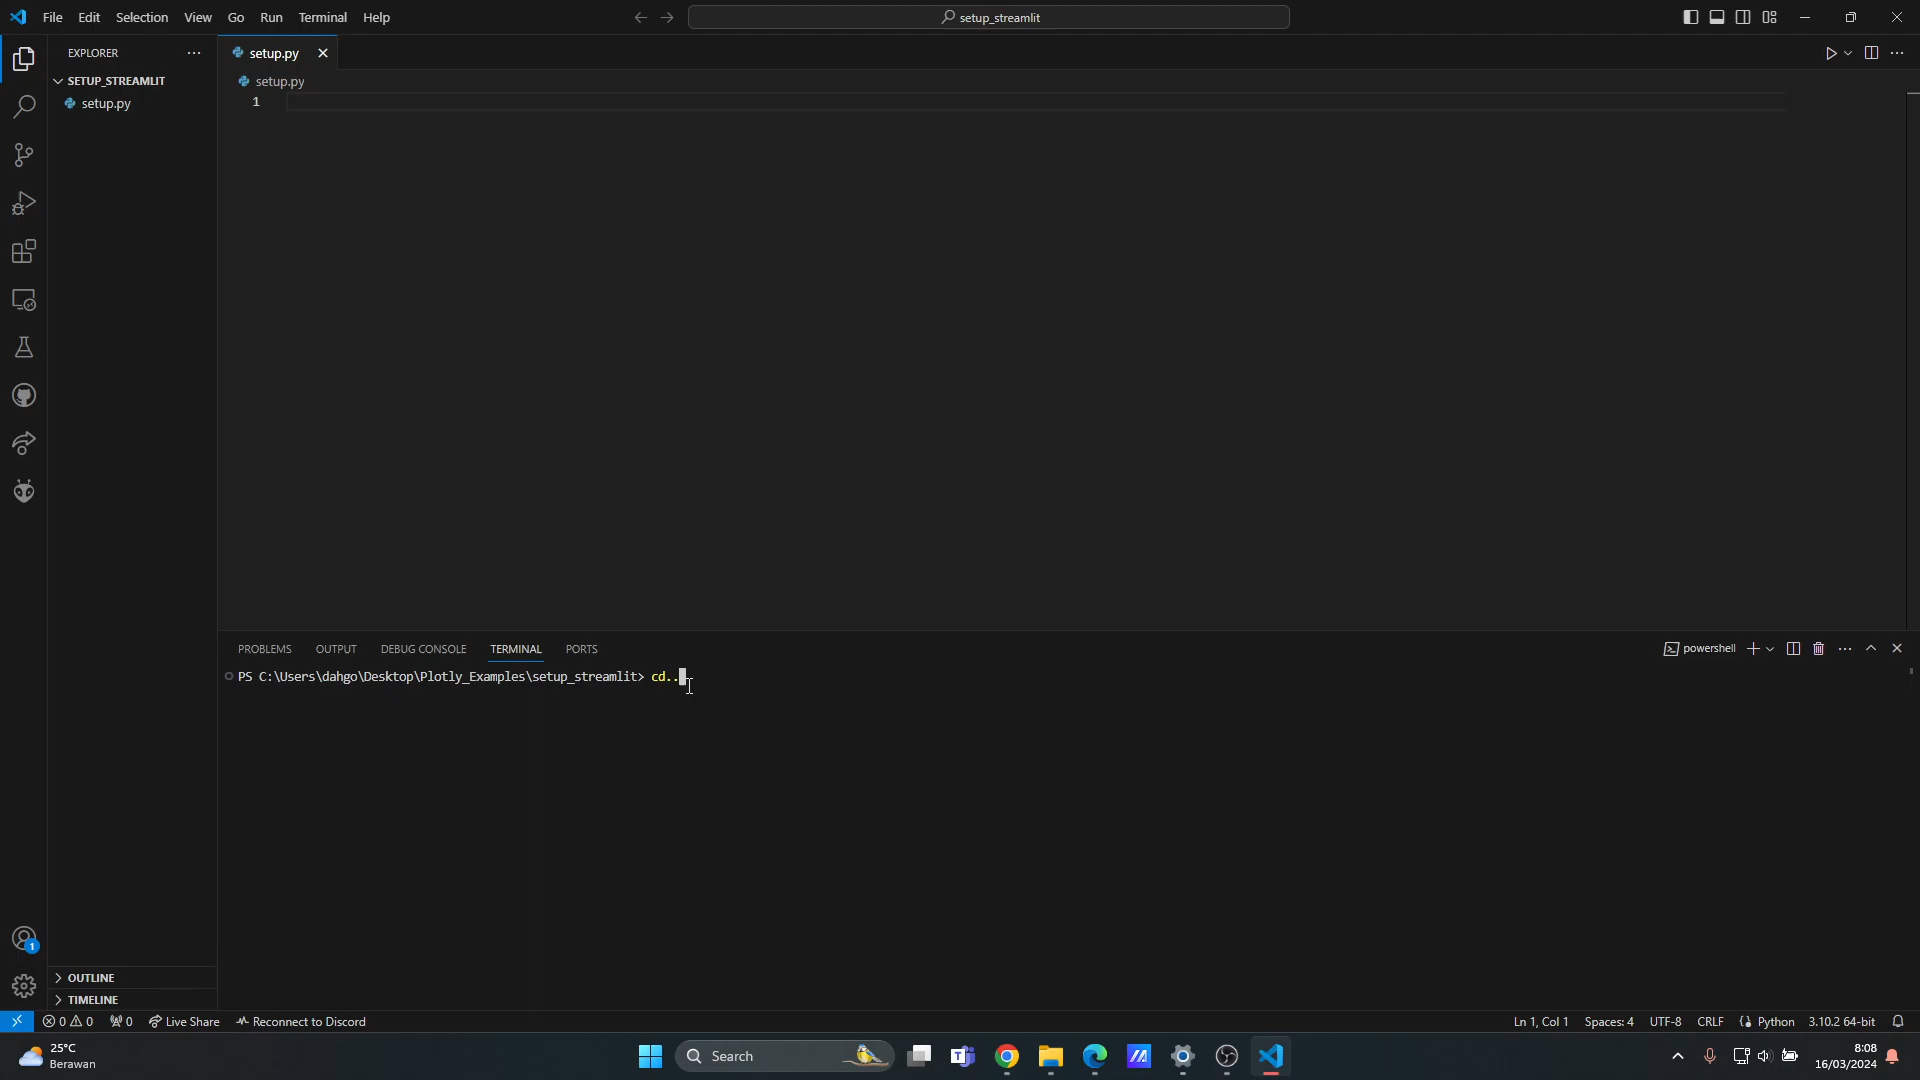 File Edit Selection View Go Run Terminal Help
setup_streamlit
EXPLORER
SETUP_STREAMLIT
setup.py
setup.py
setup.py
1
PROBLEMS OUTPUT DEBUG CONSOLE TERMINAL PORTS
powershell
PS C:\Users\dahgo\Desktop\Plotly_Examples\setup_streamlit> cd..
1
OUTLINE
TIMELINE
0 0 0 Live Share Reconnect to Discord
Ln 1, Col 1 Spaces: 4 UTF-8 CRLF Python 3.10.2 64-bit
25°C
Berawan
Search
8:08
16/03/2024